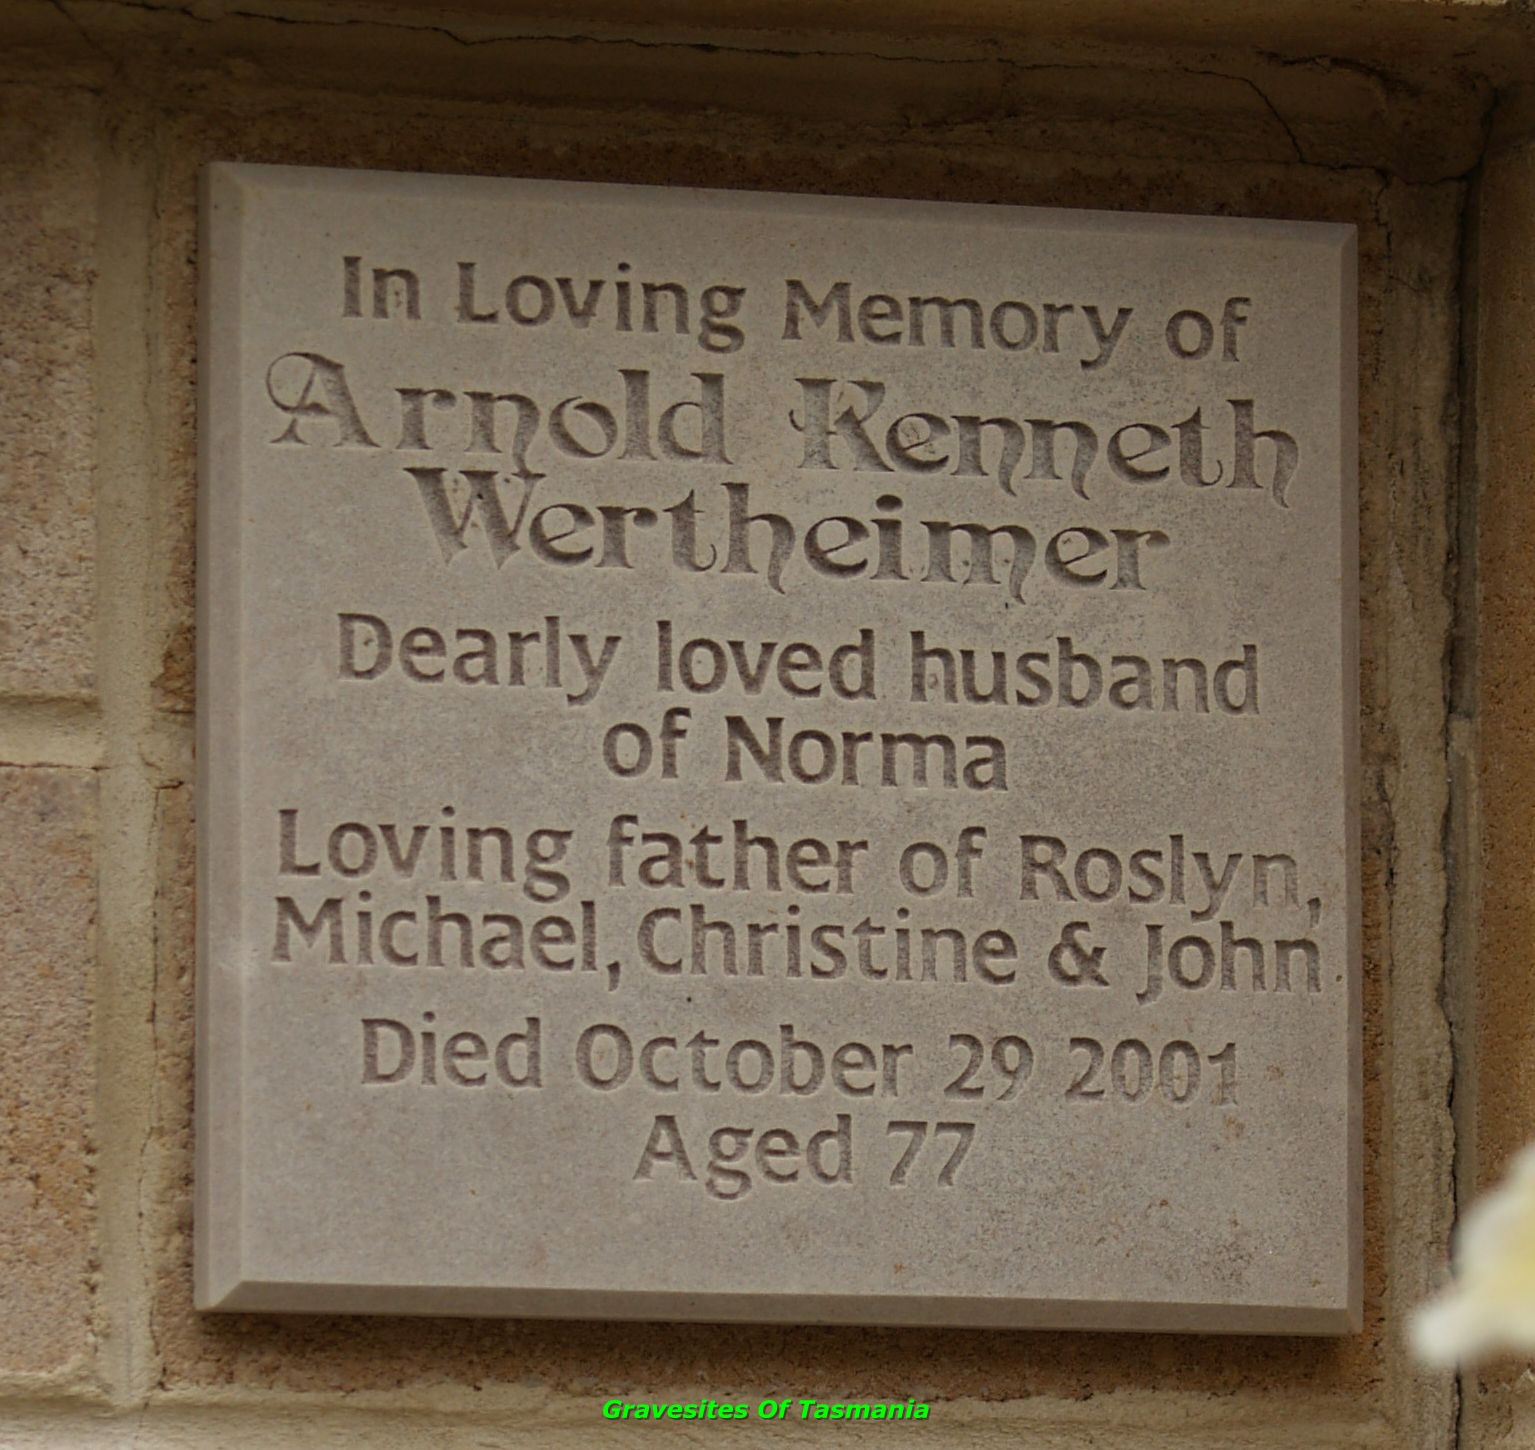 In Loving Memory of
Arnold Kenneth
Wertheimer
Dearly loved husband
of Norma
Loving father of Roslyn,
Michael, Christine & John
Died October 29 2001
Aged 77
Gravesites Of Tasmania